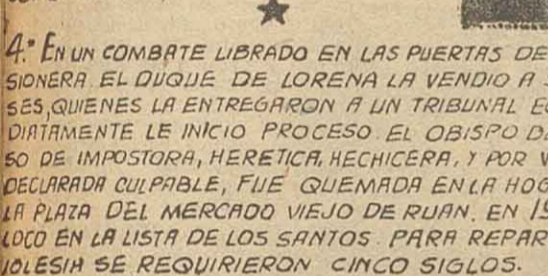 4.º EN UN COMBATE LIBRADO EN LAS PUERTAS DE
SIONERA EL DUQUE DE LORENA LA VENDIO A
SES, QUIENES LA ENTREGARON A UN TRIBUNAL
DIATAMENTE LE INICIO PROCESO. EL OBISPO
SO DE IMPOSTORA, HERETICA, HECHICERA, Y POR
DECLARADA CULPABLE, FUE QUEMADA EN LA HOG
LA PLAZA DEL MERCADO VIEJO DE RUAN. EN 19
LOCO EN LA LISTA DE LOS SANTOS. PARA REPAR
IGLESIA SE REQUIRIERON CINCO SIGLOS.